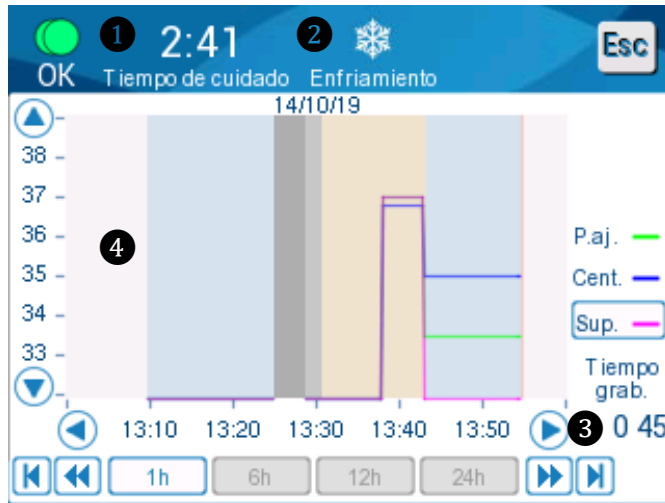 1 2:41 2 Esc
OK Tiempo de cuidado Enfriamiento
14/10/19
38
37
36
4
35
34
33
P.aj.
Cent.
Sup.
Tiempo
grab.
13:10 13:20 13:30 13:40 13:50 3 0 45
1h 6h 12h 24h